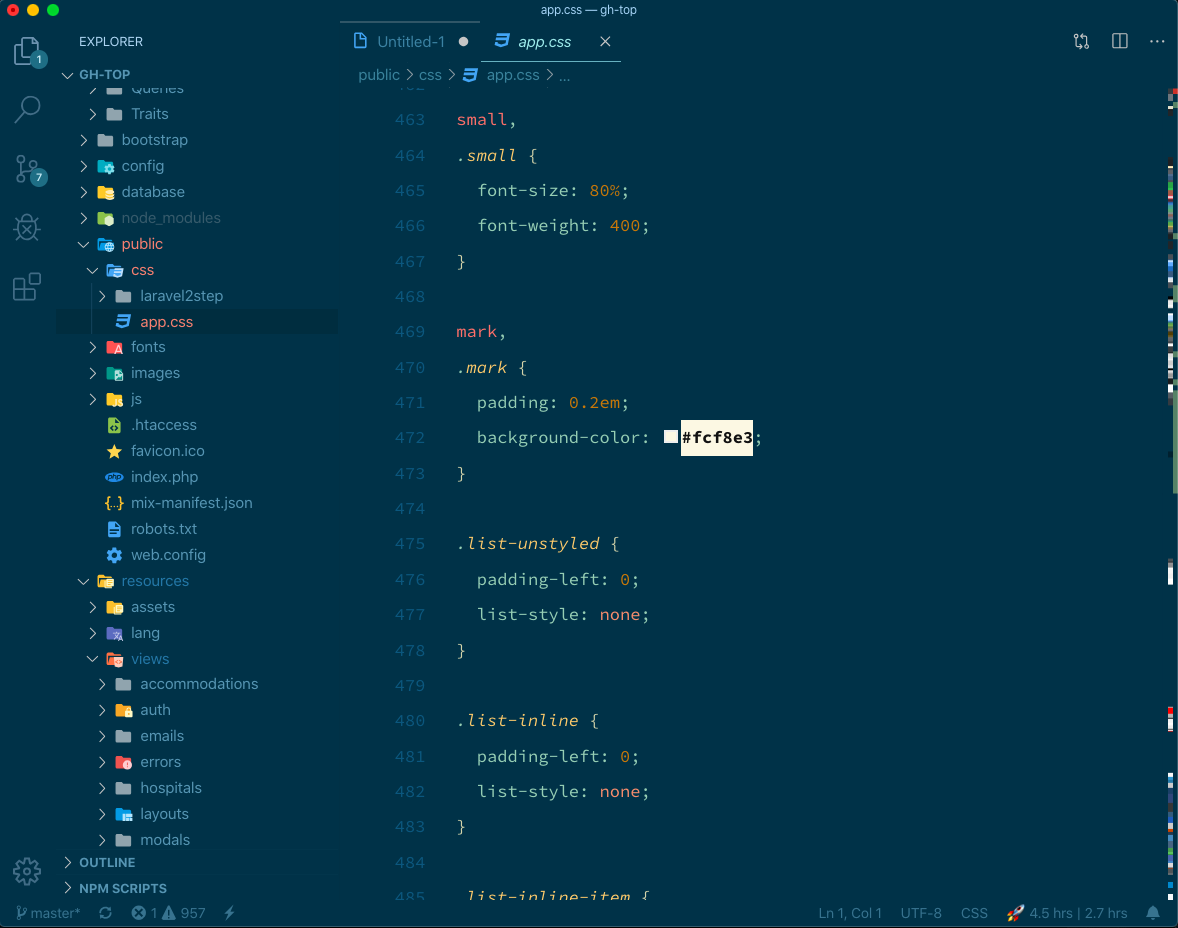 app.css — gh-top
EXPLORER
Untitled-1
app.css
1
GH-TOP
public
css
app.css
...
Queries
Traits
bootstrap
config
database
node_modules
public
css
laravel2step
app.css
fonts
images
js
.htaccess
favicon.ico
index.php
mix-manifest.json
robots.txt
web.config
resources
assets
lang
views
accommodations
auth
emails
errors
hospitals
layouts
modals
OUTLINE
NPM SCRIPTS
7
462
463 small,
464 .small {
465 font-size: 80%;
466 font-weight: 400;
467 }
468
469 mark,
470 .mark {
471 padding: 0.2em;
472 background-color: #fcf8e3;
473 }
474
475 .list-unstyled {
476 padding-left: 0;
477 list-style: none;
478 }
479
480 .list-inline {
481 padding-left: 0;
482 list-style: none;
483 }
484
485 .list-inline-item {
master* 1 957
Ln 1, Col 1 UTF-8 CSS 4.5 hrs | 2.7 hrs